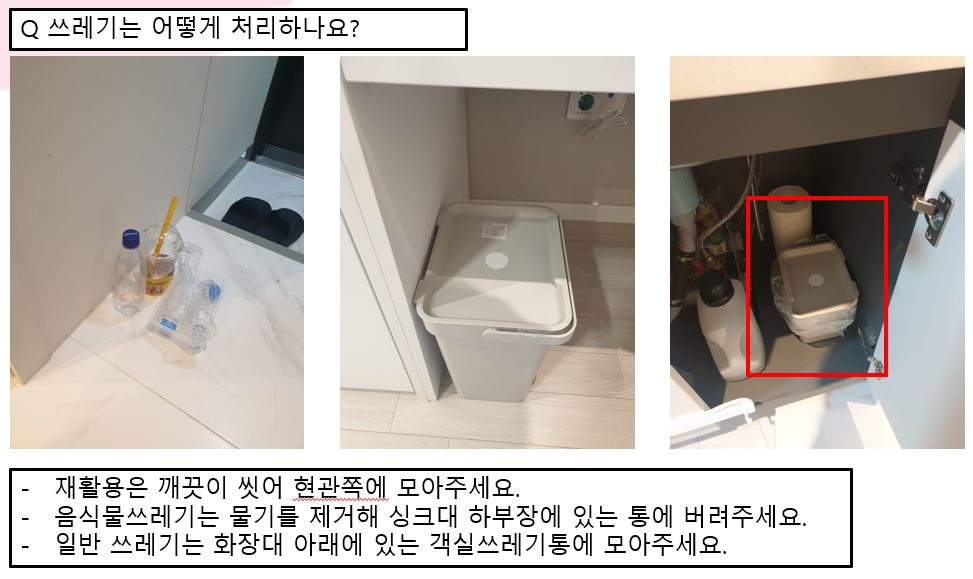 Q 쓰레기는 어떻게 처리하나요?
- 재활용은 깨끗이 씻어 현관쪽에 모아주세요.
- 음식물쓰레기는 물기를 제거해 싱크대 하부장에 있는 통에 버려주세요.
- 일반 쓰레기는 화장대 아래에 있는 객실쓰레기통에 모아주세요.